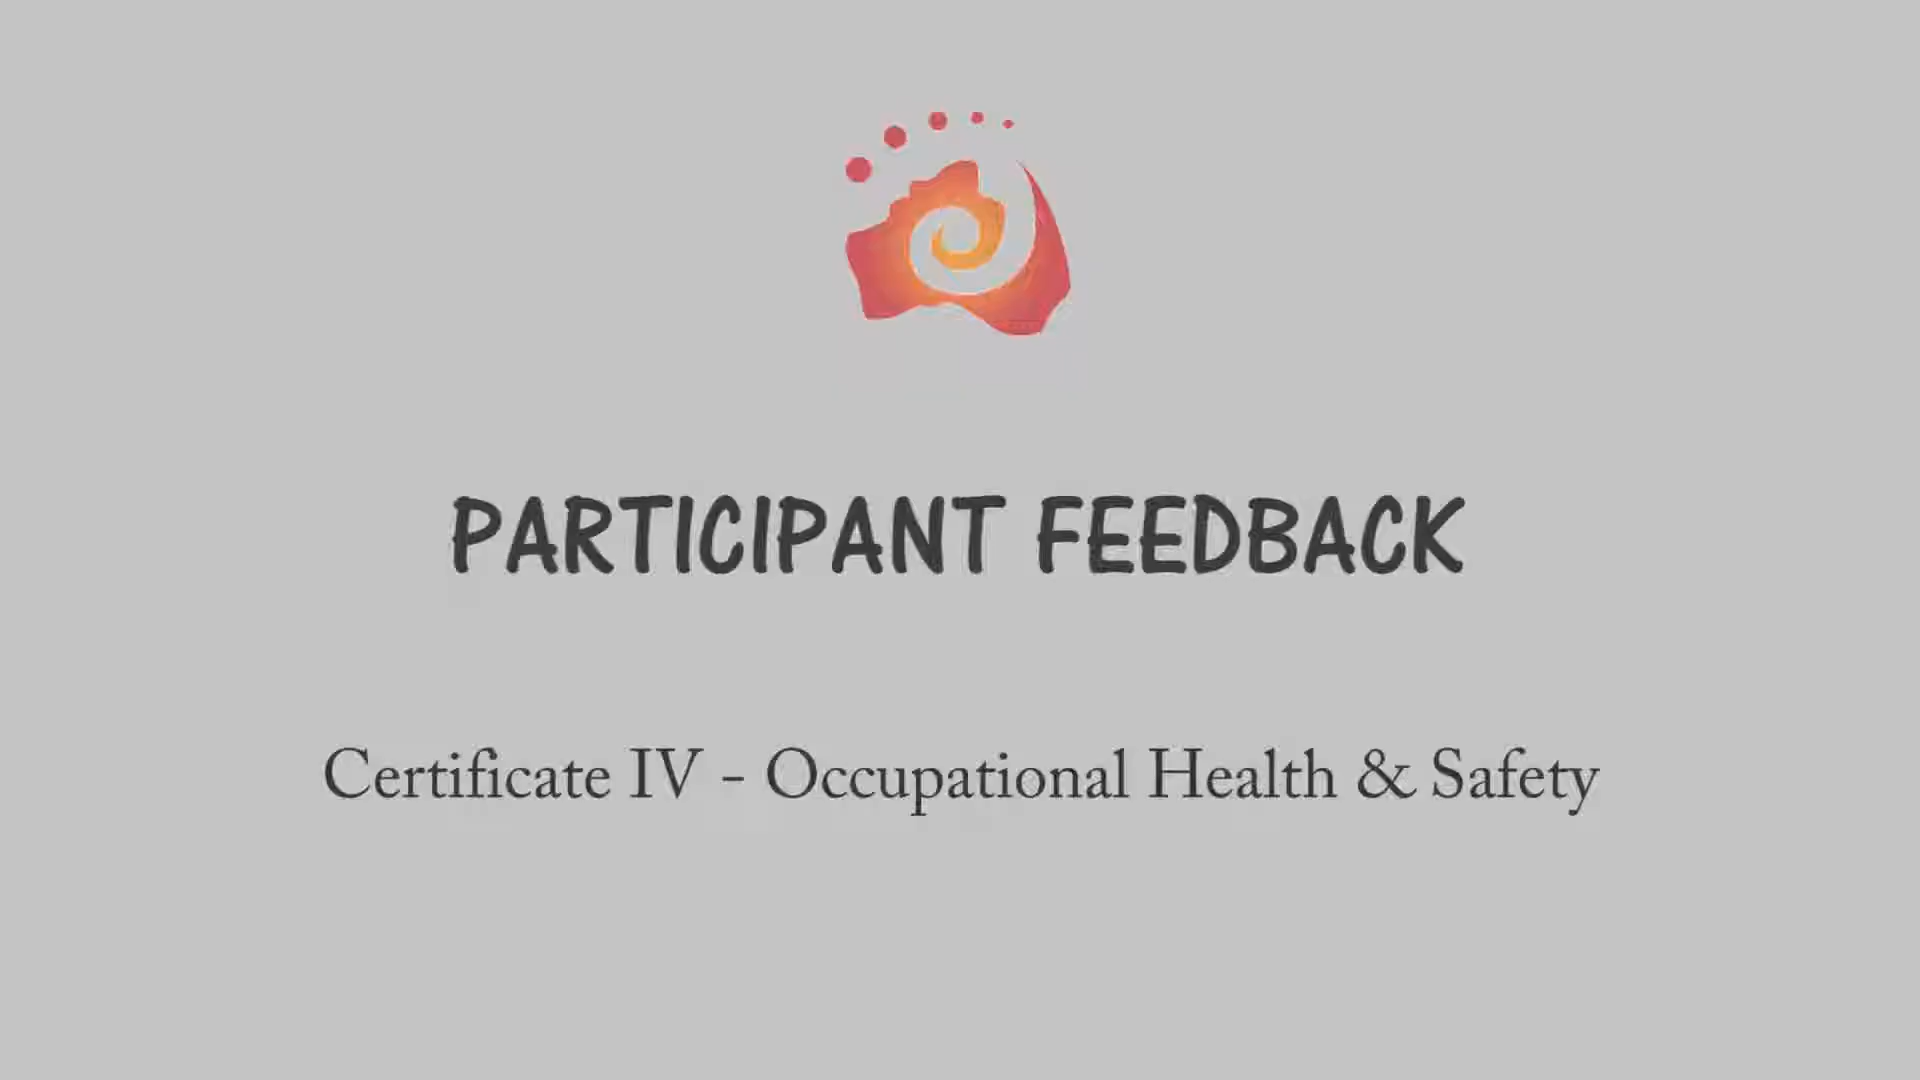 PARTICIPANT FEEDBACK
Certificate IV - Occupational Health & Safety